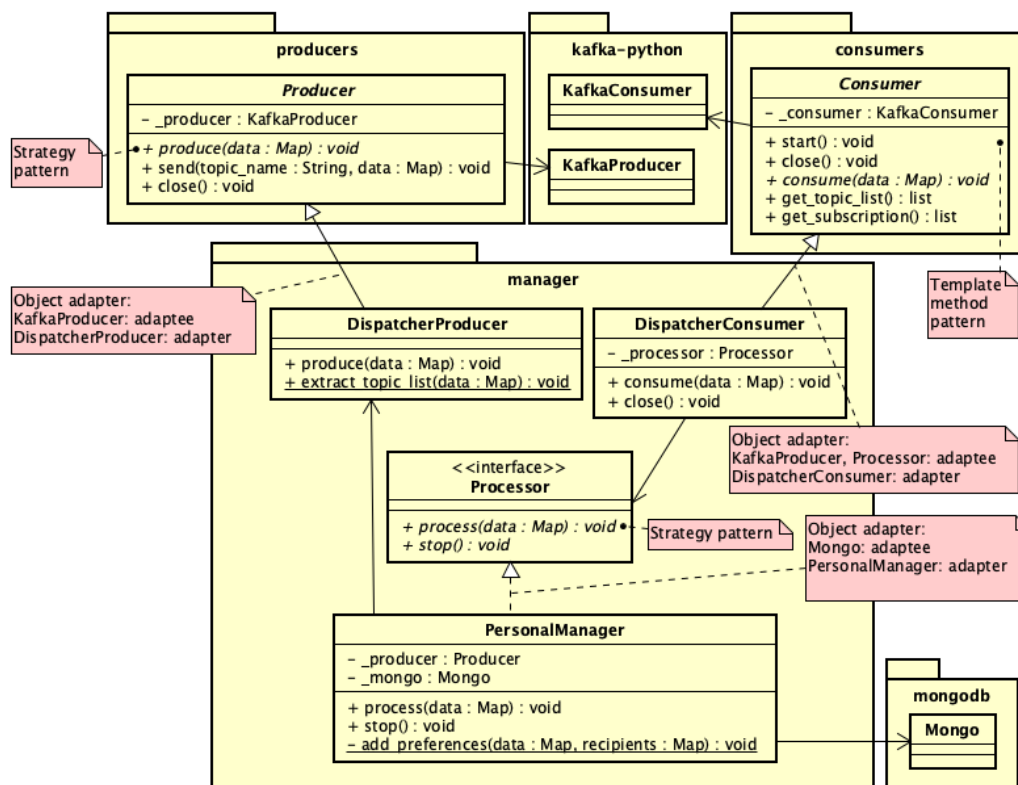 producers
Producer
– _producer : KafkaProducer
+ produce(data : Map) : void
+ send(topic_name : String, data : Map) : void
+ close() : void
Strategy
pattern
kafka-python
KafkaConsumer
KafkaProducer
consumers
Consumer
– _consumer : KafkaConsumer
+ start() : void
+ close() : void
+ consume(data : Map) : void
+ get_topic_list() : list
+ get_subscription() : list
Template
method
pattern
manager
Object adapter:
KafkaProducer: adaptee
DispatcherProducer: adapter
DispatcherProducer
+ produce(data : Map) : void
+ extract_topic_list(data : Map) : void
DispatcherConsumer
– _processor : Processor
+ consume(data : Map) : void
+ close() : void
Object adapter:
KafkaProducer, Processor: adaptee
DispatcherConsumer: adapter
<<interface>>
Processor
+ process(data : Map) : void
+ stop() : void
Strategy pattern
Object adapter:
Mongo: adaptee
PersonalManager: adapter
PersonalManager
– _producer : Producer
– _mongo : Mongo
+ process(data : Map) : void
+ stop() : void
– add_preferences(data : Map, recipients : Map) : void
mongodb
Mongo